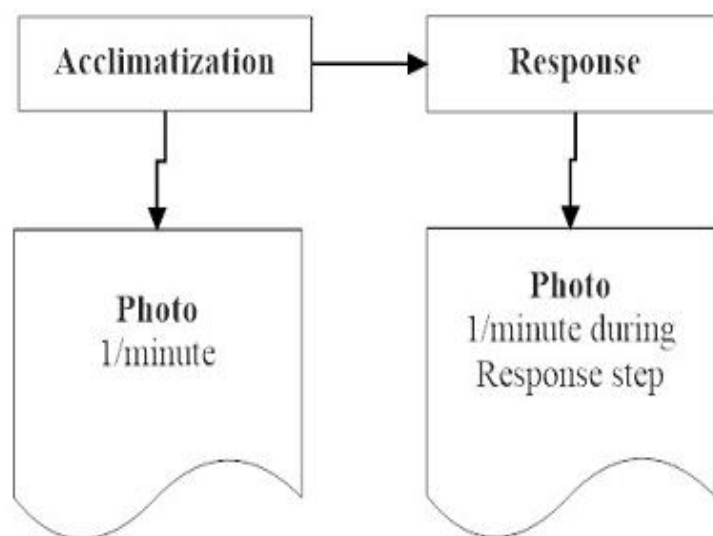 Acclimatization
Response
Photo
1/minute
Photo
1/minute during
Response step